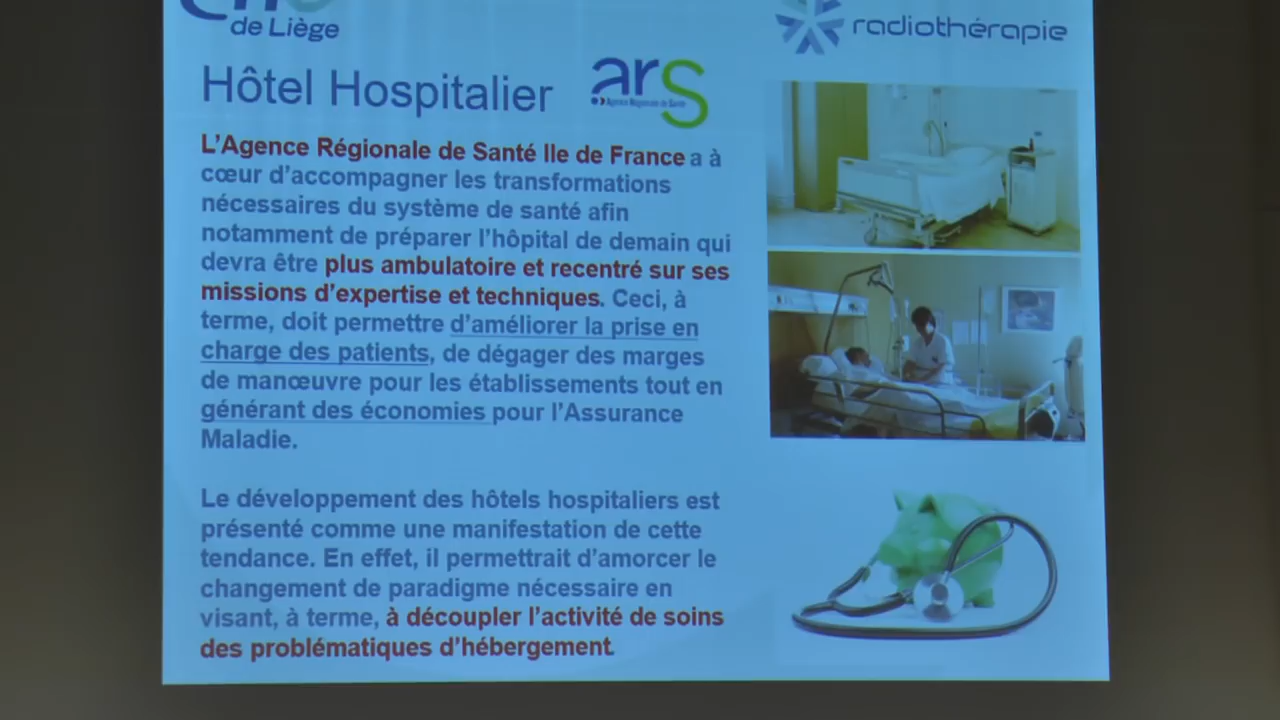 de Liège
radiothérapie
Hôtel Hospitalier
ars
Agence Régionale de Santé
L'Agence Régionale de Santé Ile de France a à
cœur d'accompagner les transformations
nécessaires du système de santé afin
notamment de préparer l'hôpital de demain qui
devra être plus ambulatoire et recentré sur ses
missions d'expertise et techniques. Ceci, à
terme, doit permettre d'améliorer la prise en
charge des patients, de dégager des marges
de manœuvre pour les établissements tout en
générant des économies pour l'Assurance
Maladie.
Le développement des hôtels hospitaliers est
présenté comme une manifestation de cette
tendance. En effet, il permettrait d'amorcer le
changement de paradigme nécessaire en
visant, à terme, à découpler l'activité de soins
des problématiques d'hébergement.